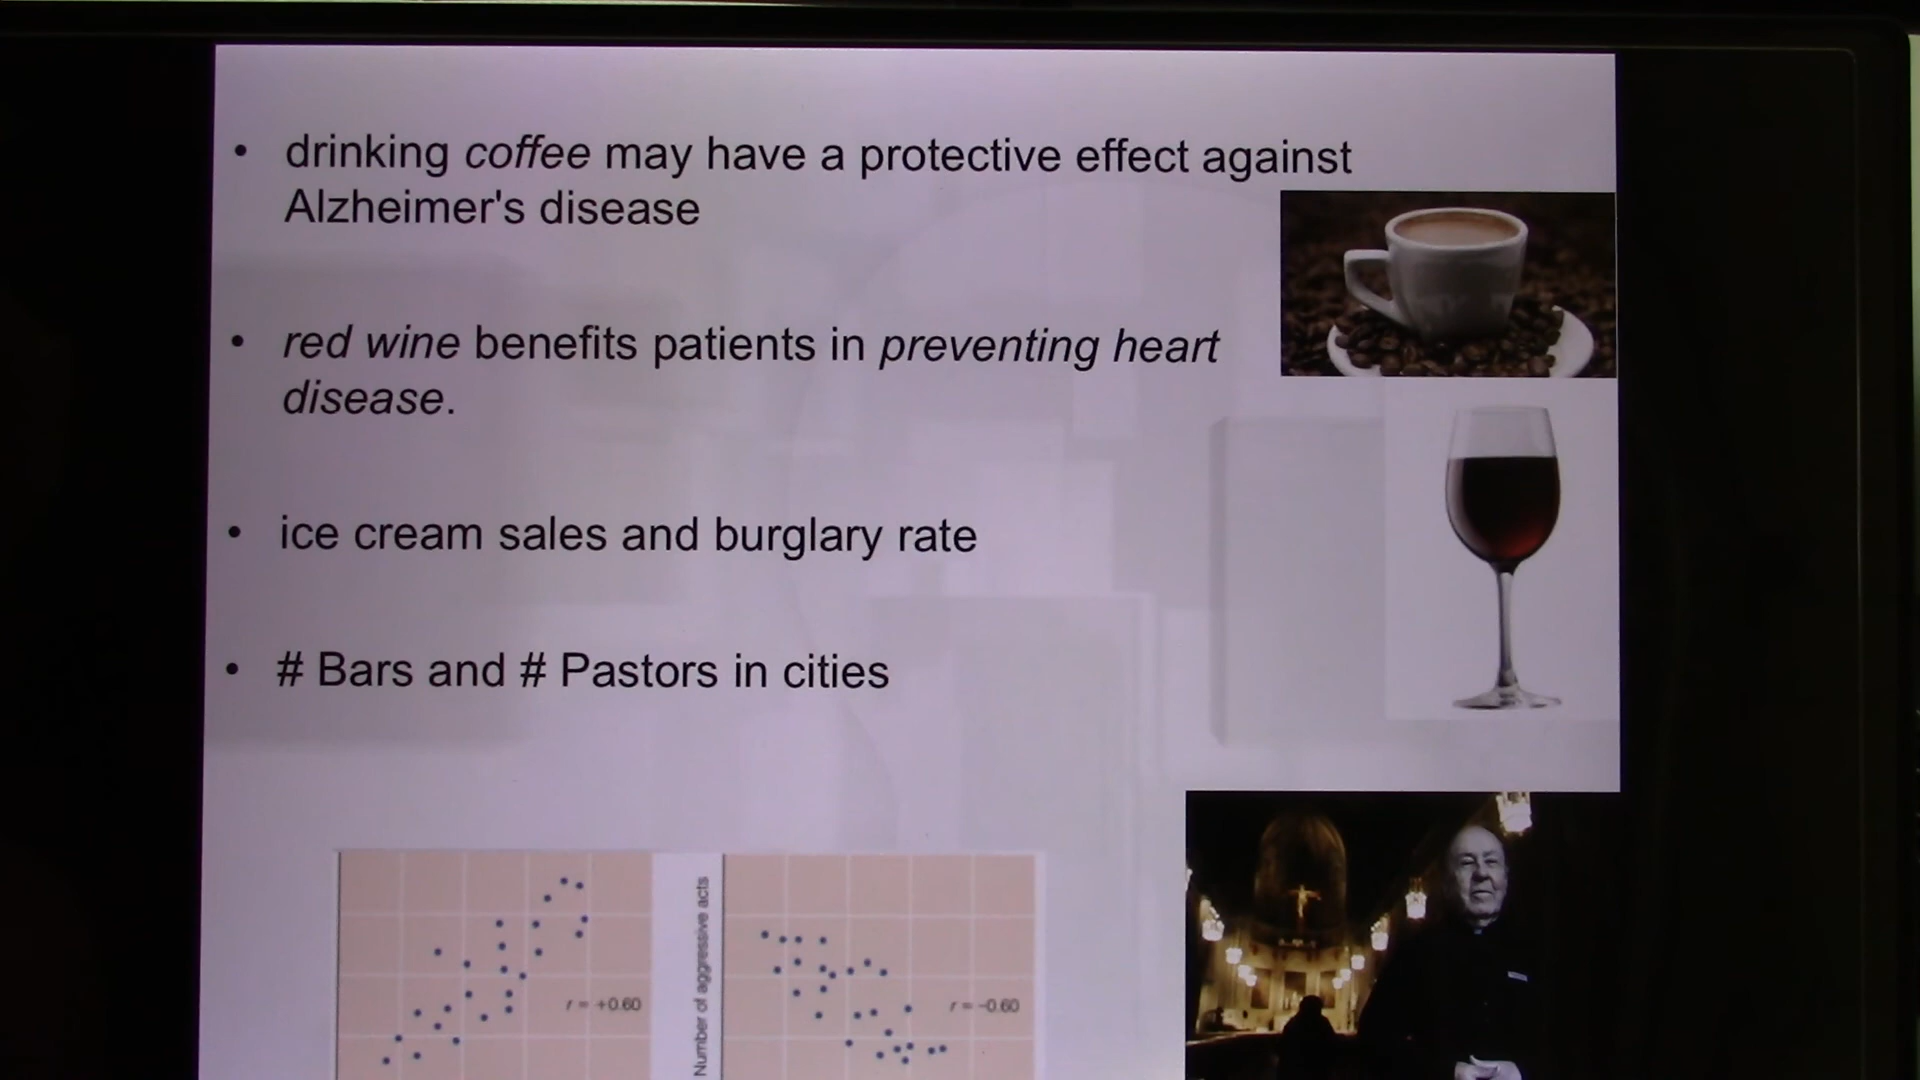 • drinking coffee may have a protective effect against
Alzheimer's disease
• red wine benefits patients in preventing heart
disease.
• ice cream sales and burglary rate
• # Bars and # Pastors in cities
r = +0.60
Number of aggressive acts
r = -0.60